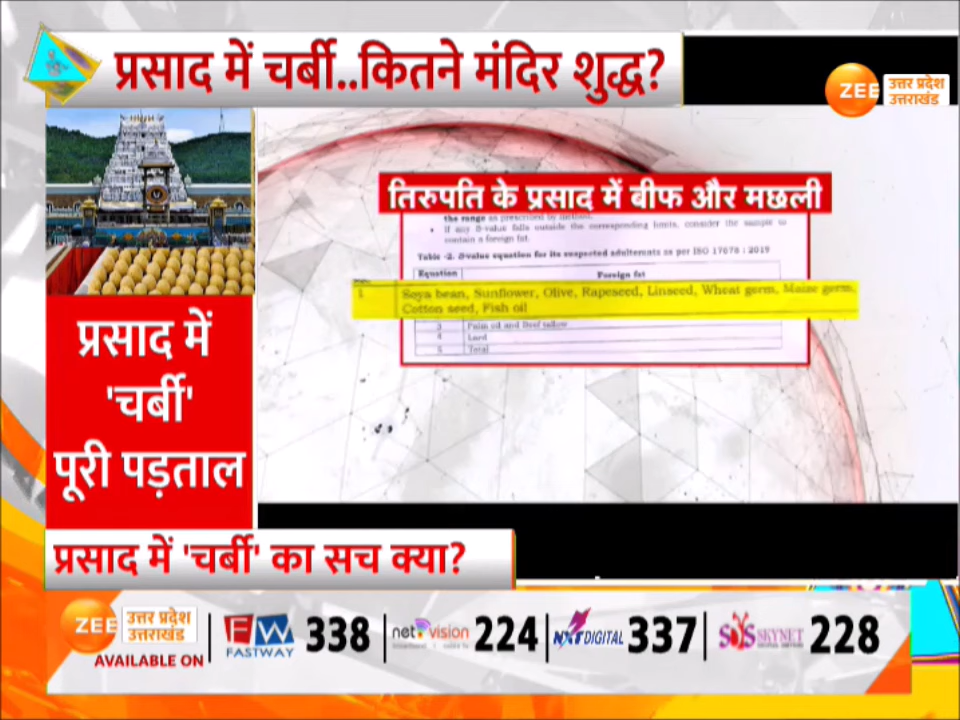 प्रसाद में चर्बी..कितने मंदिर शुद्ध?
ZEE उत्तर प्रदेश
उत्तराखंड
तिरुपति के प्रसाद में बीफ और मछली
the range as prescribed by
• If any S-value falls outside the corresponding limits, consider the sample to
contain a foreign fat.
Table -2. S-value equation for its suspected adulterants as per ISO 17678 : 2019
Equation Foreign fat
1 Soya bean, Sunflower, Olive, Rapeseed, Linseed, Wheat germ, Maize germ,
Cotton seed, Fish oil
3 Palm oil and Beef tallow
4 Lard
5 Total
प्रसाद में
'चर्बी'
पूरी पड़ताल
प्रसाद में 'चर्बी' का सच क्या?
ZEE उत्तर प्रदेश
उत्तराखंड
AVAILABLE ON
FW
FASTWAY 338
net vision 224
NXT DIGITAL 337
SDS SKYNET 228